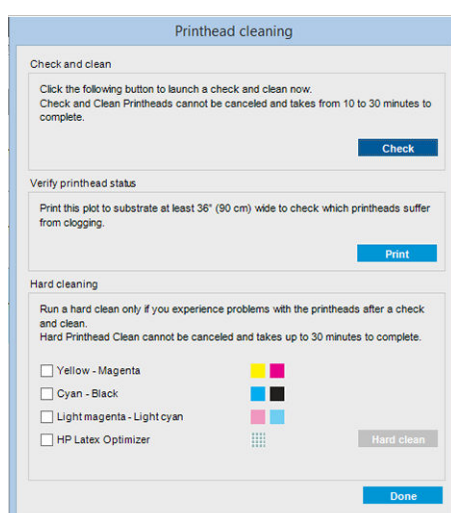 Printhead cleaning
Check and clean
Click the following button to launch a check and clean now.
Check and Clean Printheads cannot be canceled and takes from 10 to 30 minutes to
complete.
Check
Verify printhead status
Print this plot to substrate at least 36" (90 cm) wide to check which printheads suffer
from clogging.
Print
Hard cleaning
Run a hard clean only if you experience problems with the printheads after a check
and clean.
Hard Printhead Clean cannot be canceled and takes up to 30 minutes to complete.
Yellow - Magenta
Cyan - Black
Light magenta - Light cyan
HP Latex Optimizer
Hard clean
Done